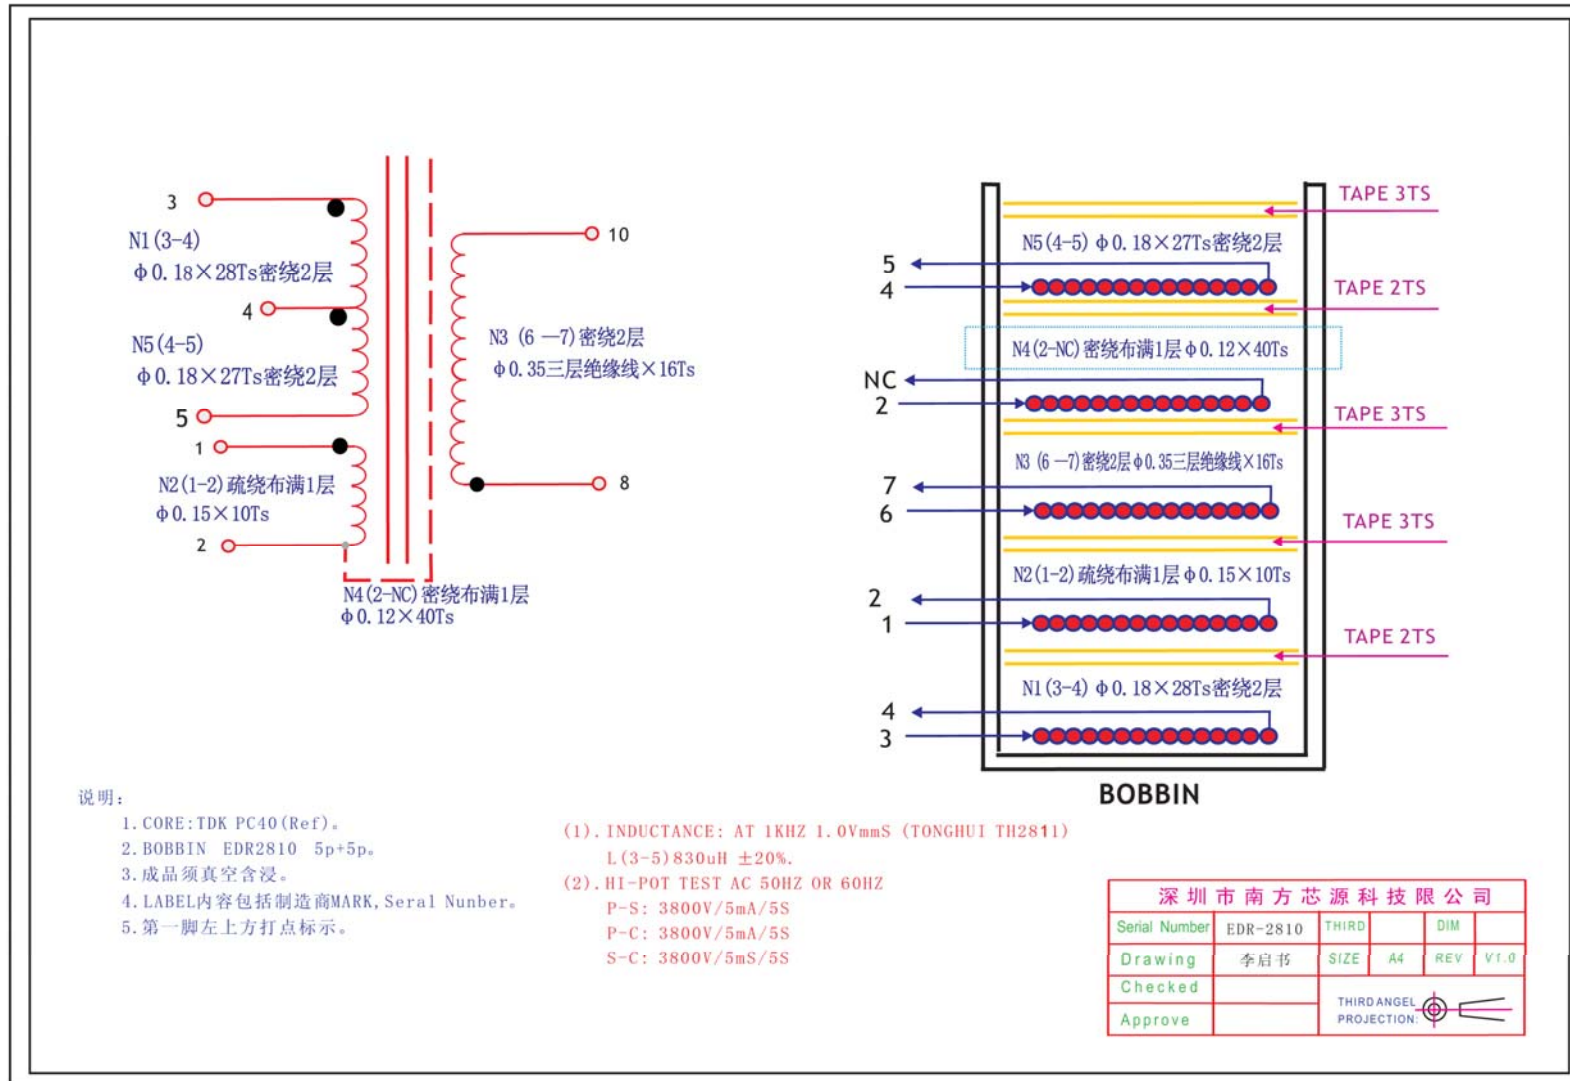 3
N1(3-4)
φ0.18×28Ts密绕2层
4
N5(4-5)
φ0.18×27Ts密绕2层
5
1
N2(1-2)疏绕布满1层
φ0.15×10Ts
2
N4(2-NC)密绕布满1层
φ0.12×40Ts
10
N3 (6 —7)密绕2层
φ0.35三层绝缘线×16Ts
8
TAPE 3TS
N5(4-5) φ0.18×27Ts密绕2层
5
4
TAPE 2TS
N4(2-NC)密绕布满1层φ0.12×40Ts
NC
2
TAPE 3TS
N3 (6 —7)密绕2层φ0.35三层绝缘线×16Ts
7
6
TAPE 3TS
N2(1-2)疏绕布满1层φ0.15×10Ts
2
1
TAPE 2TS
N1(3-4) φ0.18×28Ts密绕2层
4
3
BOBBIN
说明:
1.CORE:TDK PC40(Ref)。
2.BOBBIN EDR2810 5p+5p。
3.成品须真空含浸。
4.LABEL内容包括制造商MARK,Seral Nunber。
5.第一脚左上方打点标示。
(1).INDUCTANCE: AT 1KHZ 1.0VmmS (TONGHUI TH2811)
L(3-5)830uH ±20%.
(2).HI-POT TEST AC 50HZ OR 60HZ
P-S: 3800V/5mA/5S
P-C: 3800V/5mA/5S
S-C: 3800V/5mS/5S
深圳市南方芯源科技限公司
Serial Number EDR-2810 THIRD DIM
Drawing 李启书 SIZE A4 REV V1.0
Checked
Approve
THIRD ANGEL
PROJECTION: